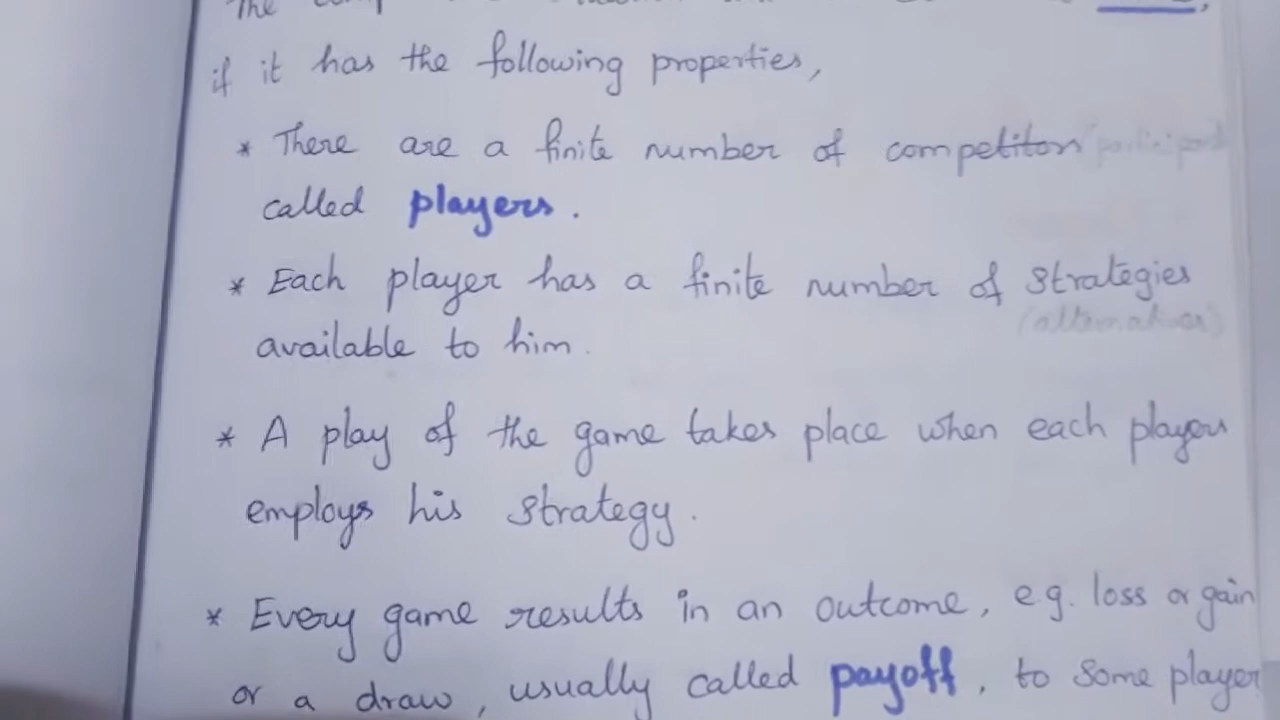 The
if it has the following properties,
* There are a finite number of competitors
called players.
* Each player has a finite number of strategies
(alternatives)
available to him.
* A play of the game takes place when each players
employs his strategy.
* Every game results in an outcome, e.g. loss or gain
or a draw, usually called payoff, to some player